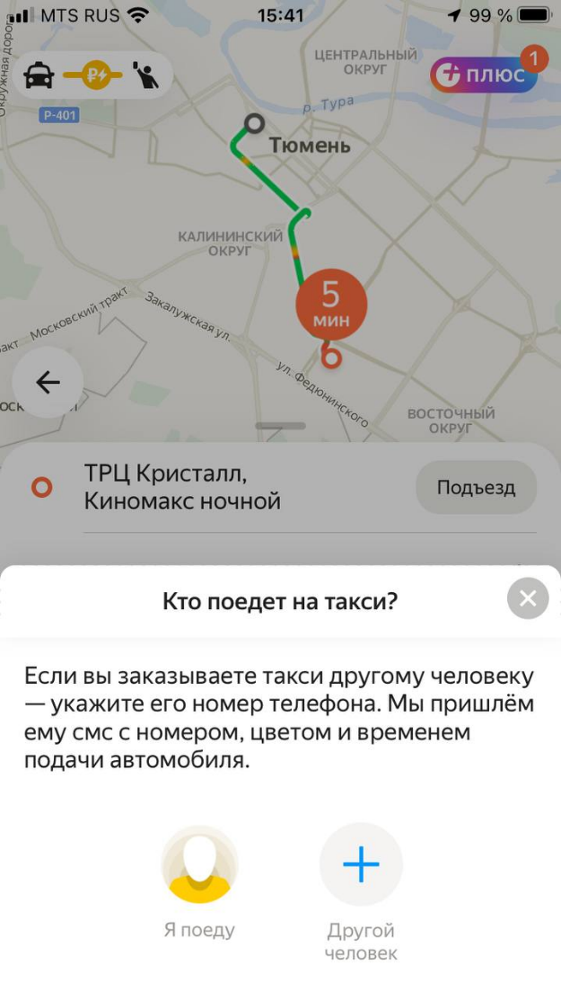 MTS RUS 15:41 99 %
ЦЕНТРАЛЬНЫЙ
ОКРУГ
₽
ПЛЮС
1
Р-401
р. Тура
Тюмень
КАЛИНИНСКИЙ
ОКРУГ
5
мин
Московский тракт
Закалужская ул.
ул. Федюнинского
ВОСТОЧНЫЙ
ОКРУГ
ТРЦ Кристалл,
Киномакс ночной
Подъезд
Кто поедет на такси?
Если вы заказываете такси другому человеку
— укажите его номер телефона. Мы пришлём
ему смс с номером, цветом и временем
подачи автомобиля.
Я поеду
Другой
человек